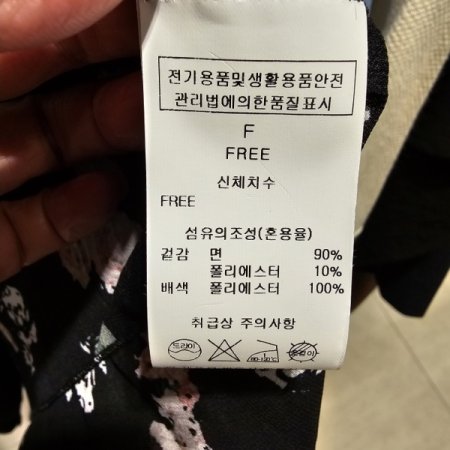 전기용품및생활용품안전
관리법에의한품질표시
F
FREE
신체치수
FREE
섬유의조성(혼용율)
겉감 면 90%
폴리에스터 10%
배색 폴리에스터 100%
취급상 주의사항
드라이